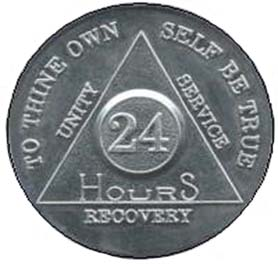 TO THINE OWN SELF BE TRUE
UNITY
SERVICE
24
HOURS
RECOVERY